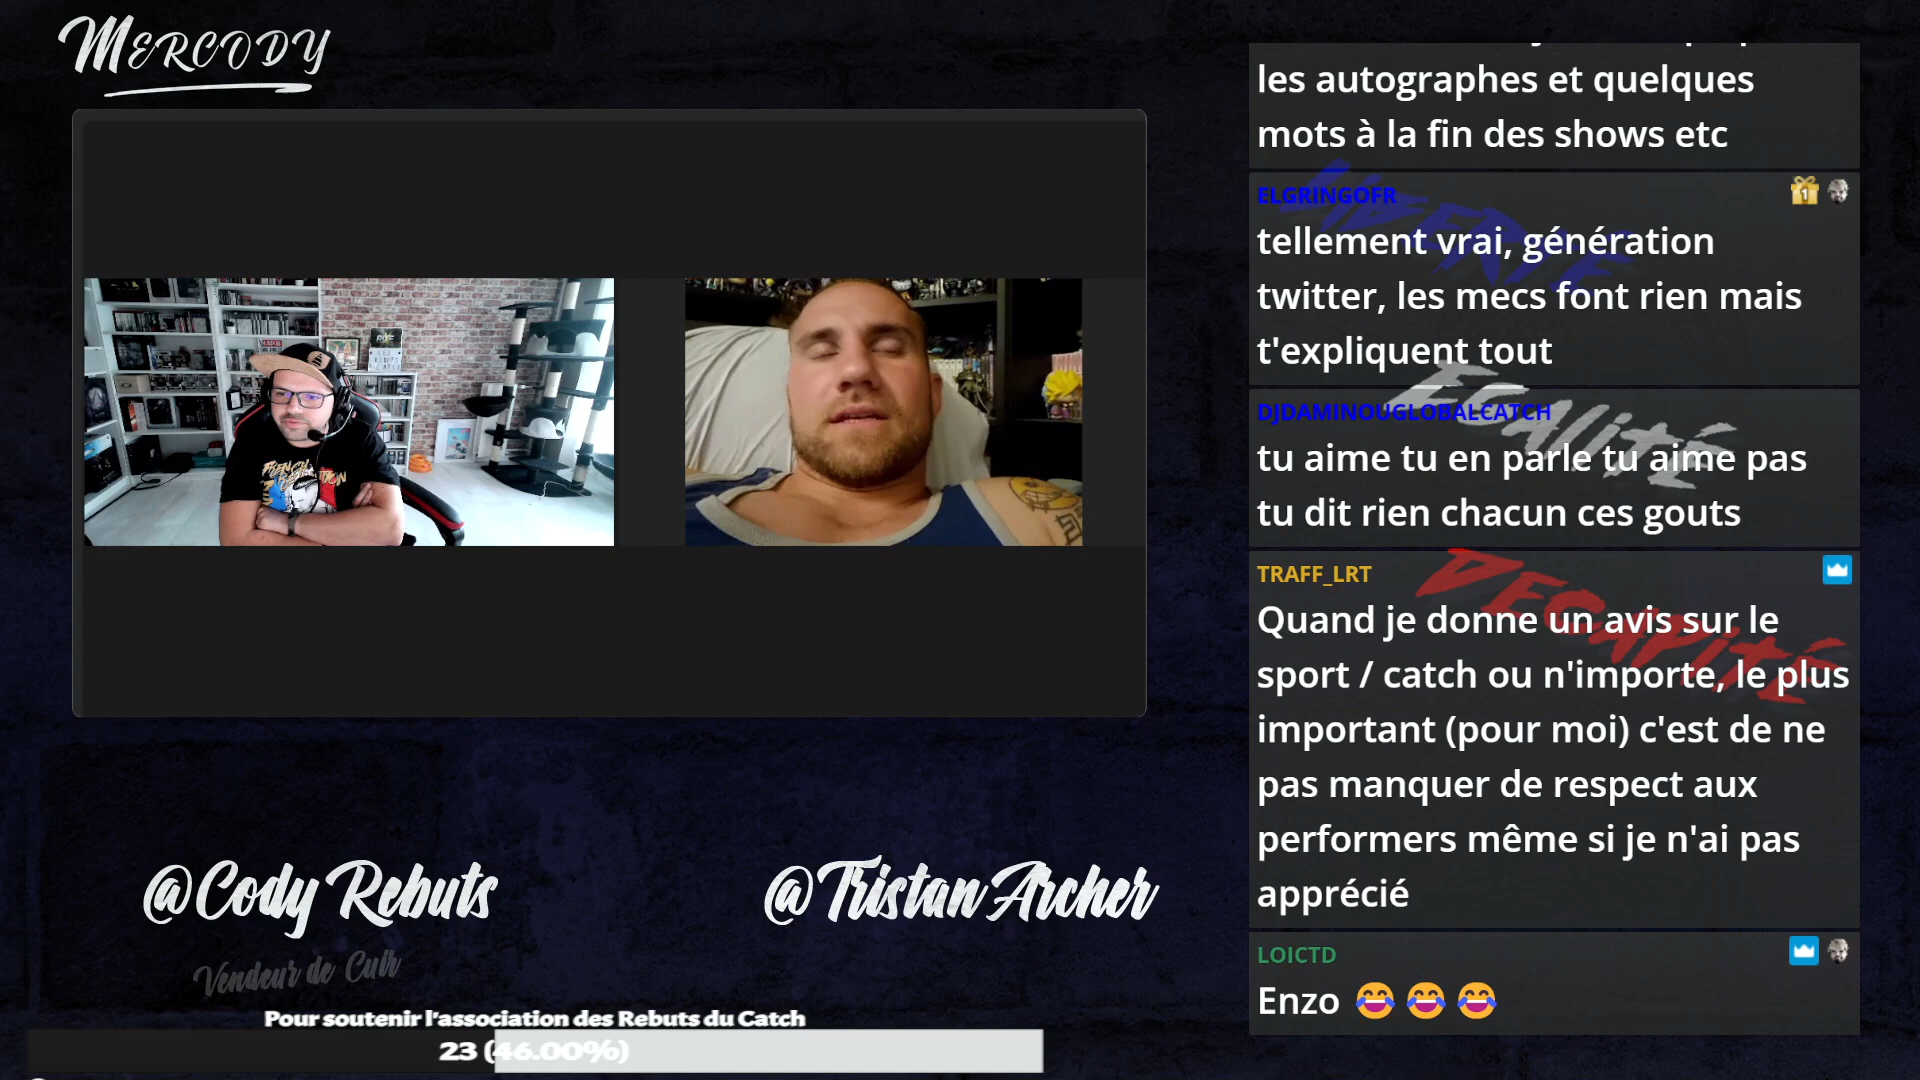 MERCODY
les autographes et quelques
mots à la fin des shows etc
ELGRINGOFR
tellement vrai, génération
twitter, les mecs font rien mais
t'expliquent tout
DJDAMINOUGLOBALCATCH
tu aime tu en parle tu aime pas
tu dit rien chacun ces gouts
TRAFF_LRT
Quand je donne un avis sur le
sport / catch ou n'importe, le plus
important (pour moi) c'est de ne
pas manquer de respect aux
performers même si je n'ai pas
apprécié
LOICTD
Enzo 😂 😂 😂
LIBERTÉ
EGALITÉ
DECAPITÉ
@Cody Rebuts
@Tristan Archer
Vendeur de Cuir
Pour soutenir l'association des Rebuts du Catch
23 (46.00%)